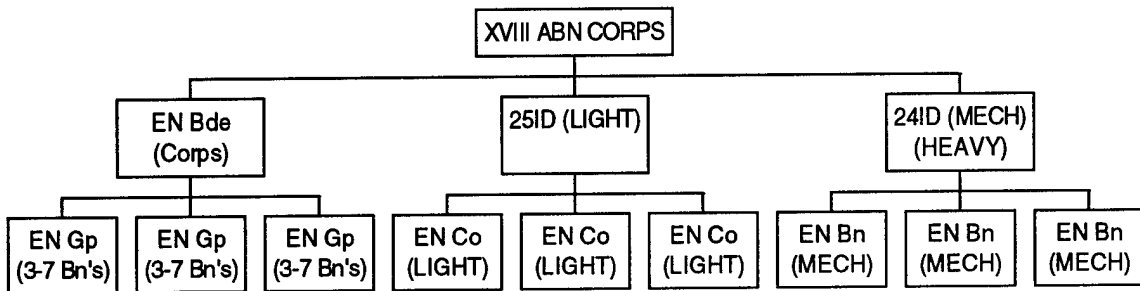 XVIII ABN CORPS
EN Bde
(Corps)
25ID (LIGHT)
24ID (MECH)
(HEAVY)
EN Gp
(3-7 Bn's)
EN Gp
(3-7 Bn's)
EN Gp
(3-7 Bn's)
EN Co
(LIGHT)
EN Co
(LIGHT)
EN Co
(LIGHT)
EN Bn
(MECH)
EN Bn
(MECH)
EN Bn
(MECH)